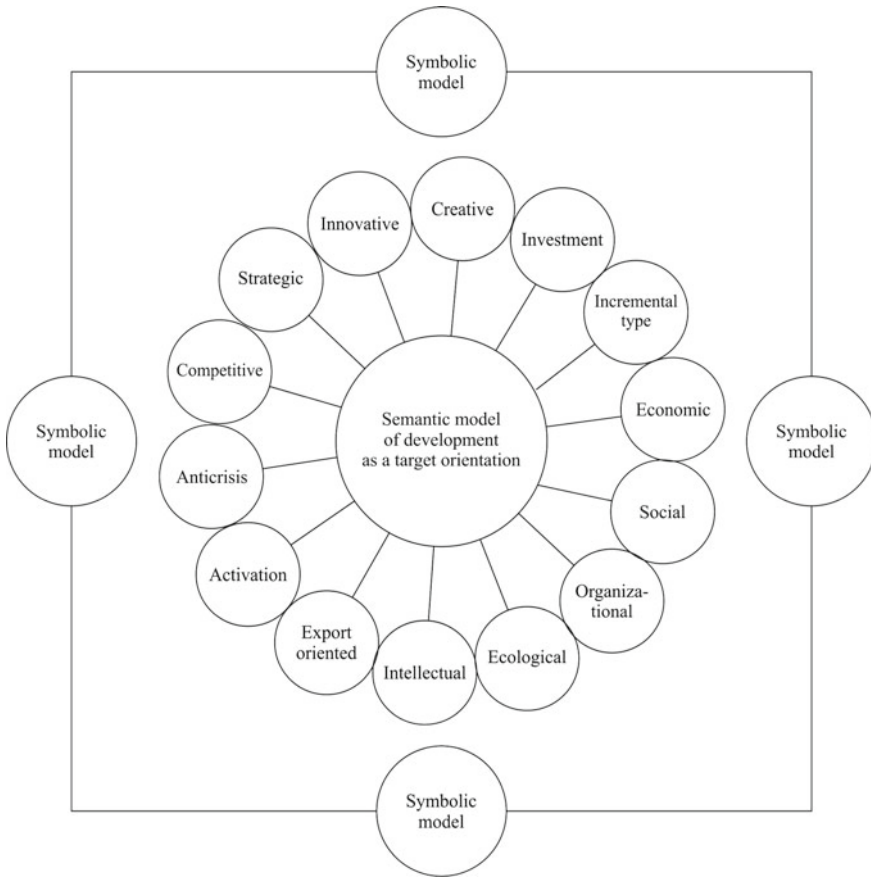 Symbolic
model
Creative
Innovative
Investment
Strategic
Incremental
type
Competitive
Economic
Symbolic
model
Semantic model
of development
as a target orientation
Symbolic
model
Anticrisis
Social
Activation
Organiza-
tional
Export
oriented
Intellectual
Ecological
Symbolic
model